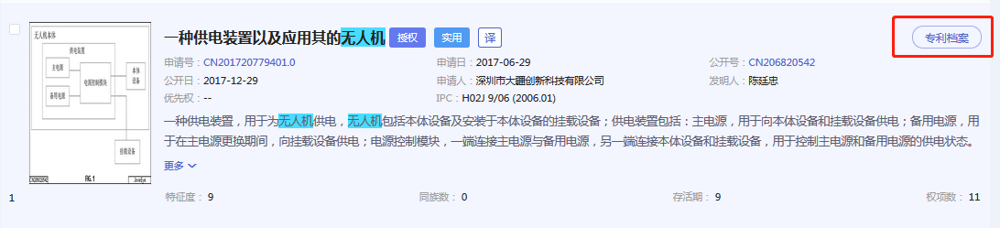 一种供电装置以及应用其的无人机 授权 实用 译 专利档案
申请号：CN201720779401.0 申请日：2017-06-29 公开号：CN206820542
公开日：2017-12-29 申请人：深圳市大疆创新科技有限公司 发明人：陈廷忠
优先权：-- IPC：H02J 9/06 (2006.01)
一种供电装置，用于为无人机供电，无人机包括本体设备及安装于本体设备的挂载设备；供电装置包括：主电源，用于向本体设备和挂载设备供电；备用电源，用
于在主电源更换期间，向挂载设备供电；电源控制模块，一端连接主电源与备用电源，另一端连接本体设备和挂载设备，用于控制主电源和备用电源的供电状态。
更多
1 特征度：9 同族数：0 存活期：9 权项数：11
无人机本体
供电装置
主电源
备用电源
电源控制模块
本体
设备
挂载设备
CN206820542 FIG.1